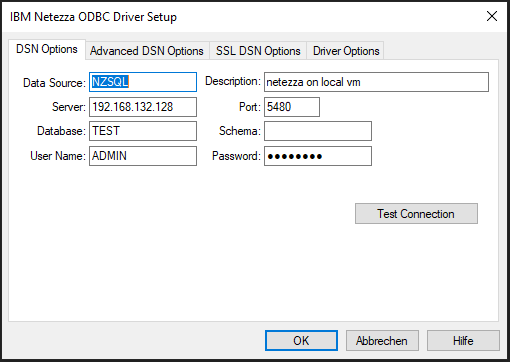 IBM Netezza ODBC Driver Setup
DSN Options Advanced DSN Options SSL DSN Options Driver Options
Data Source: NZSQL Description: netezza on local vm
Server: 192.168.132.128 Port: 5480
Database: TEST Schema:
User Name: ADMIN Password: ●●●●●●●●
Test Connection
OK Abbrechen Hilfe